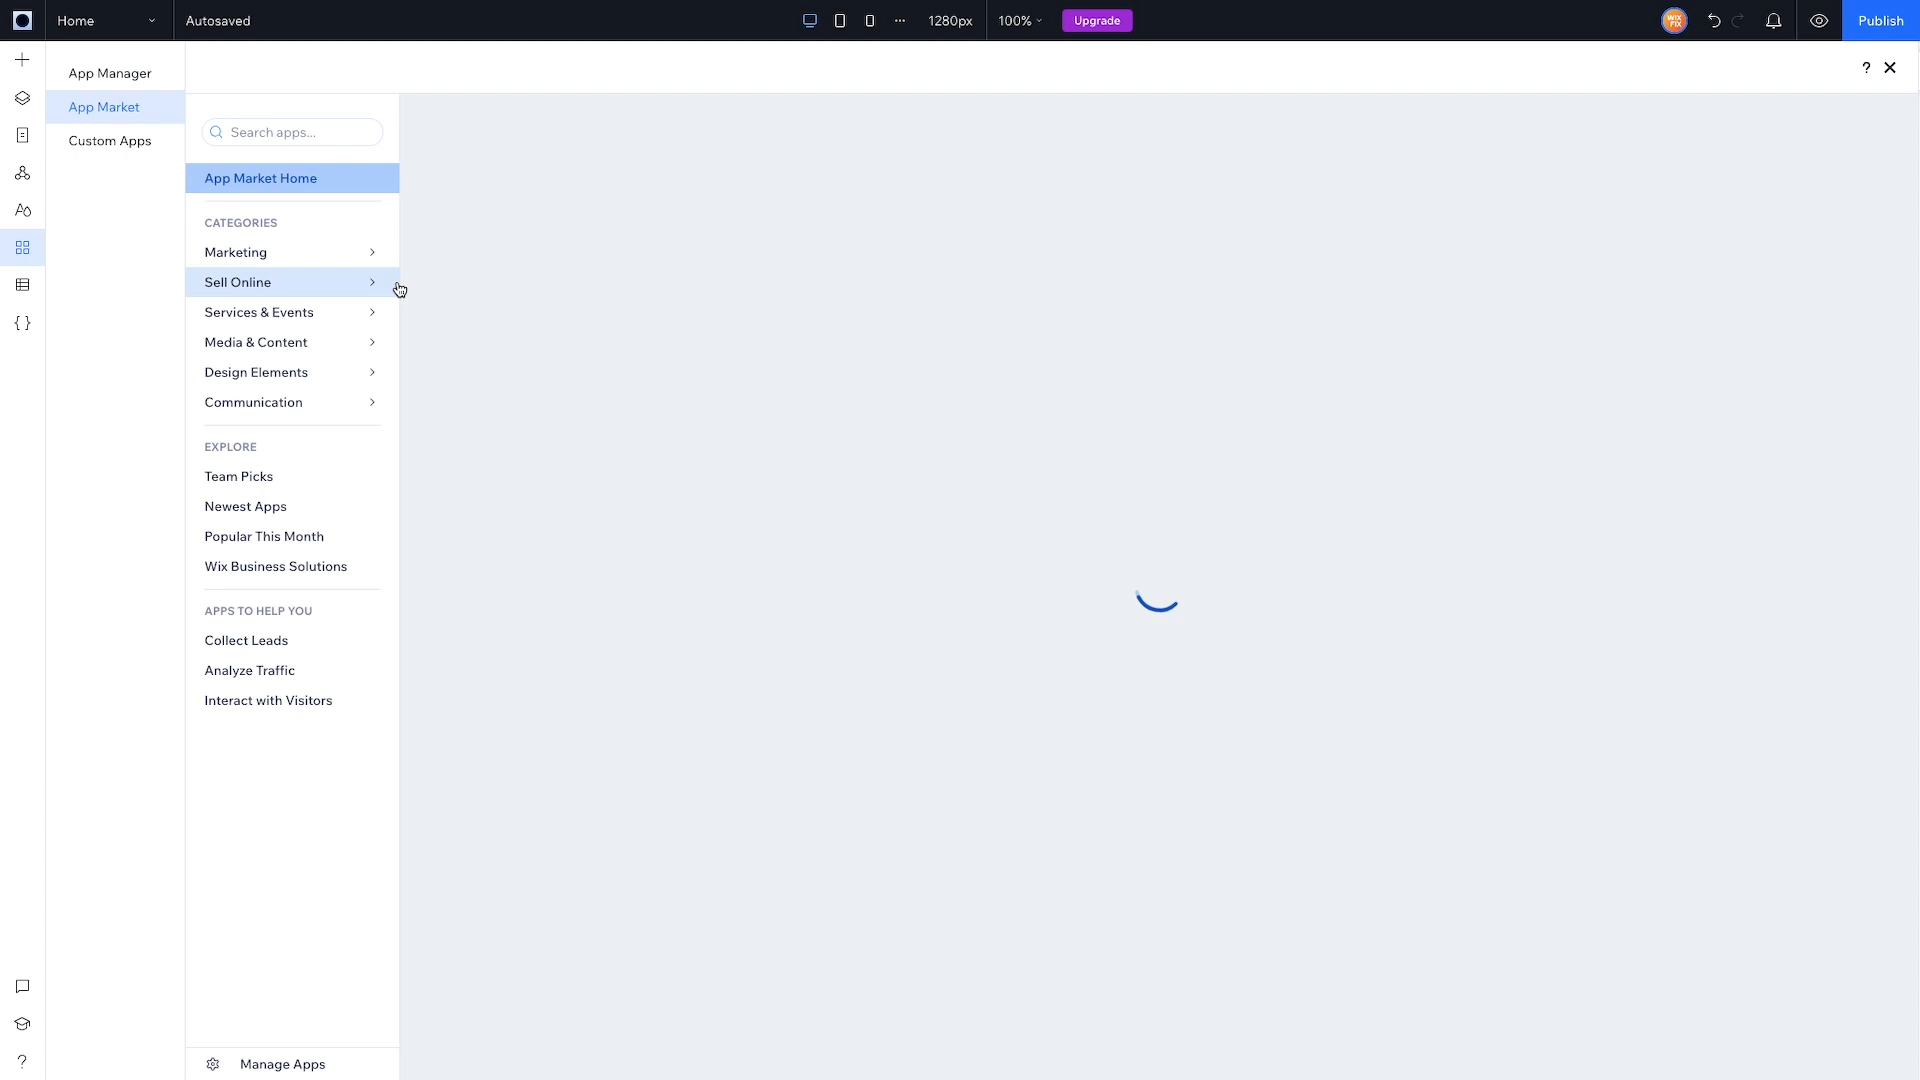 Home
Autosaved
1280px
100%
Upgrade
WIX
FIX
Publish
App Manager
App Market
Custom Apps
?
Search apps...
App Market Home
CATEGORIES
Marketing
Sell Online
Services & Events
Media & Content
Design Elements
Communication
EXPLORE
Team Picks
Newest Apps
Popular This Month
Wix Business Solutions
APPS TO HELP YOU
Collect Leads
Analyze Traffic
Interact with Visitors
Manage Apps
?